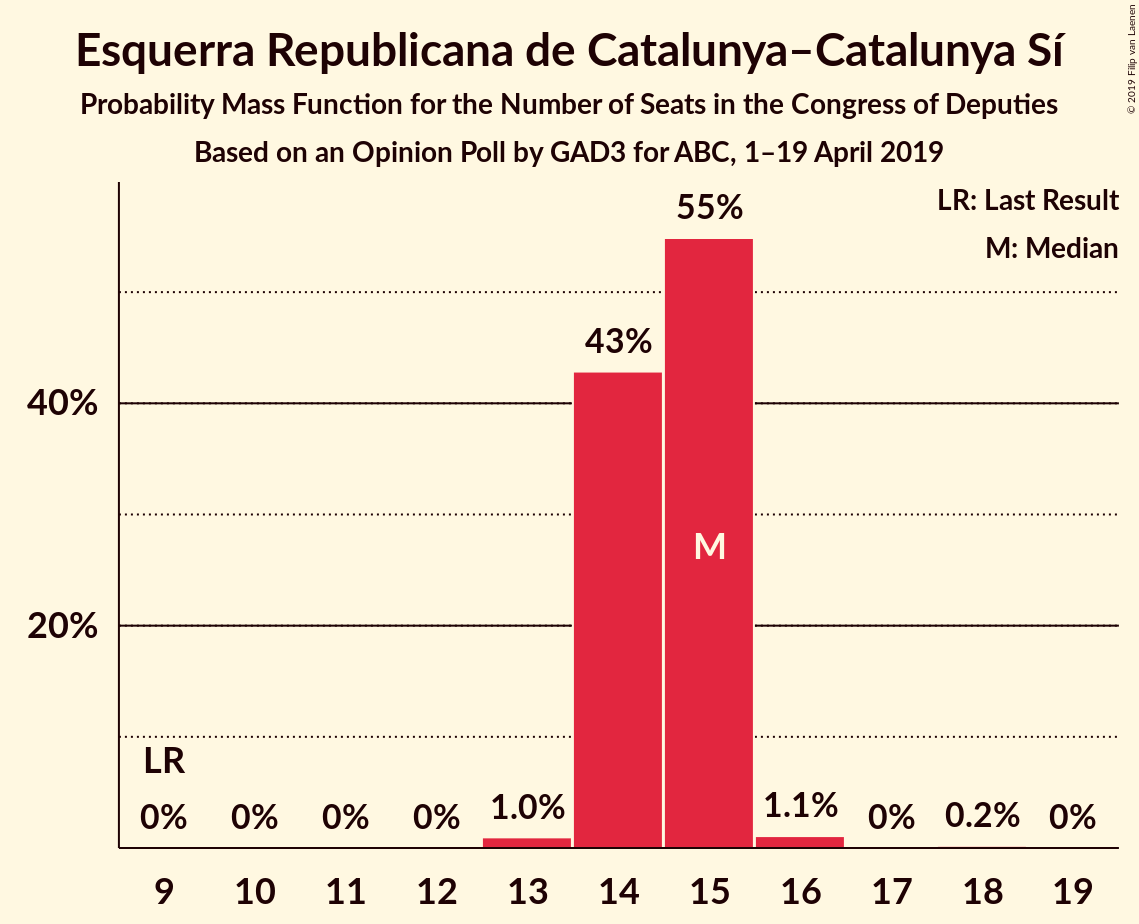 Esquerra Republicana de Catalunya–Catalunya Sí
Probability Mass Function for the Number of Seats in the Congress of Deputies
Based on an Opinion Poll by GAD3 for ABC, 1–19 April 2019
© 2019 Filip van Laenen
LR: Last Result
M: Median
55%
43%
40%
M
20%
LR
0% 0% 0% 0% 1.0% 1.1% 0% 0.2% 0%
9 10 11 12 13 14 15 16 17 18 19